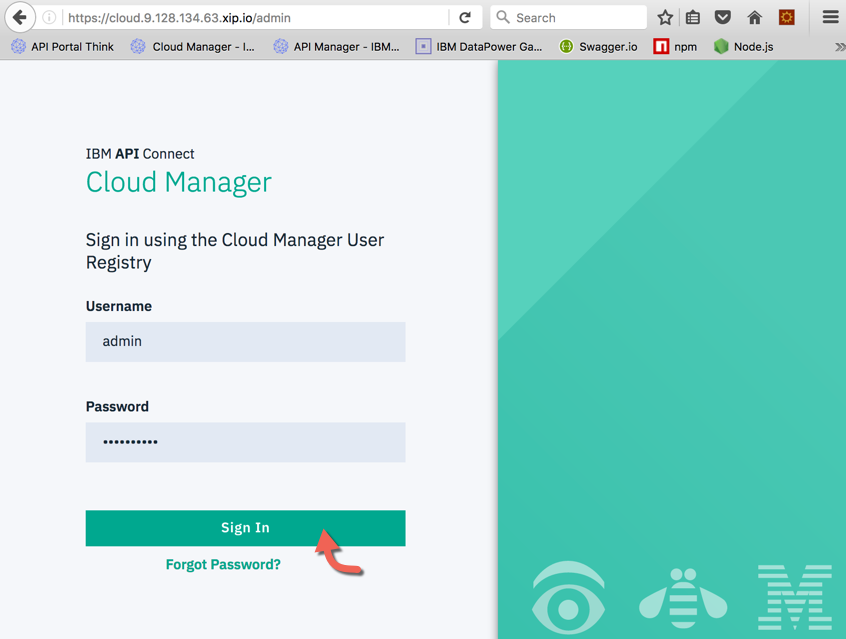 https://cloud.9.128.134.63.xip.io/admin
Search
API Portal Think
Cloud Manager - I...
API Manager - IBM...
IBM DataPower Ga...
Swagger.io
npm
Node.js
IBM API Connect
Cloud Manager
Sign in using the Cloud Manager User
Registry
Username
admin
Password
••••••••••
Sign In
Forgot Password?
M